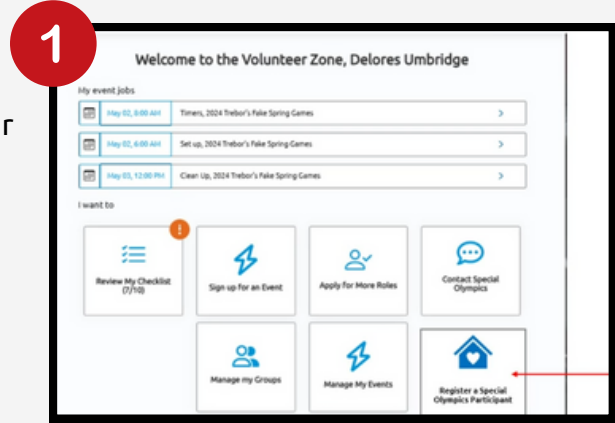 1
r
Welcome to the Volunteer Zone, Delores Umbridge
My event jobs
May 02, 8:00 AM Timers, 2024 Trebor's Fake Spring Games
May 02, 6:00 AM Set up, 2024 Trebor's Fake Spring Games
May 03, 12:00 PM Clean Up, 2024 Trebor's Fake Spring Games
I want to
!
Review My Checklist
(7/10)
Sign up for an Event
Apply for More Roles
Contact Special
Olympics
Manage my Groups
Manage My Events
Register a Special
Olympics Participant